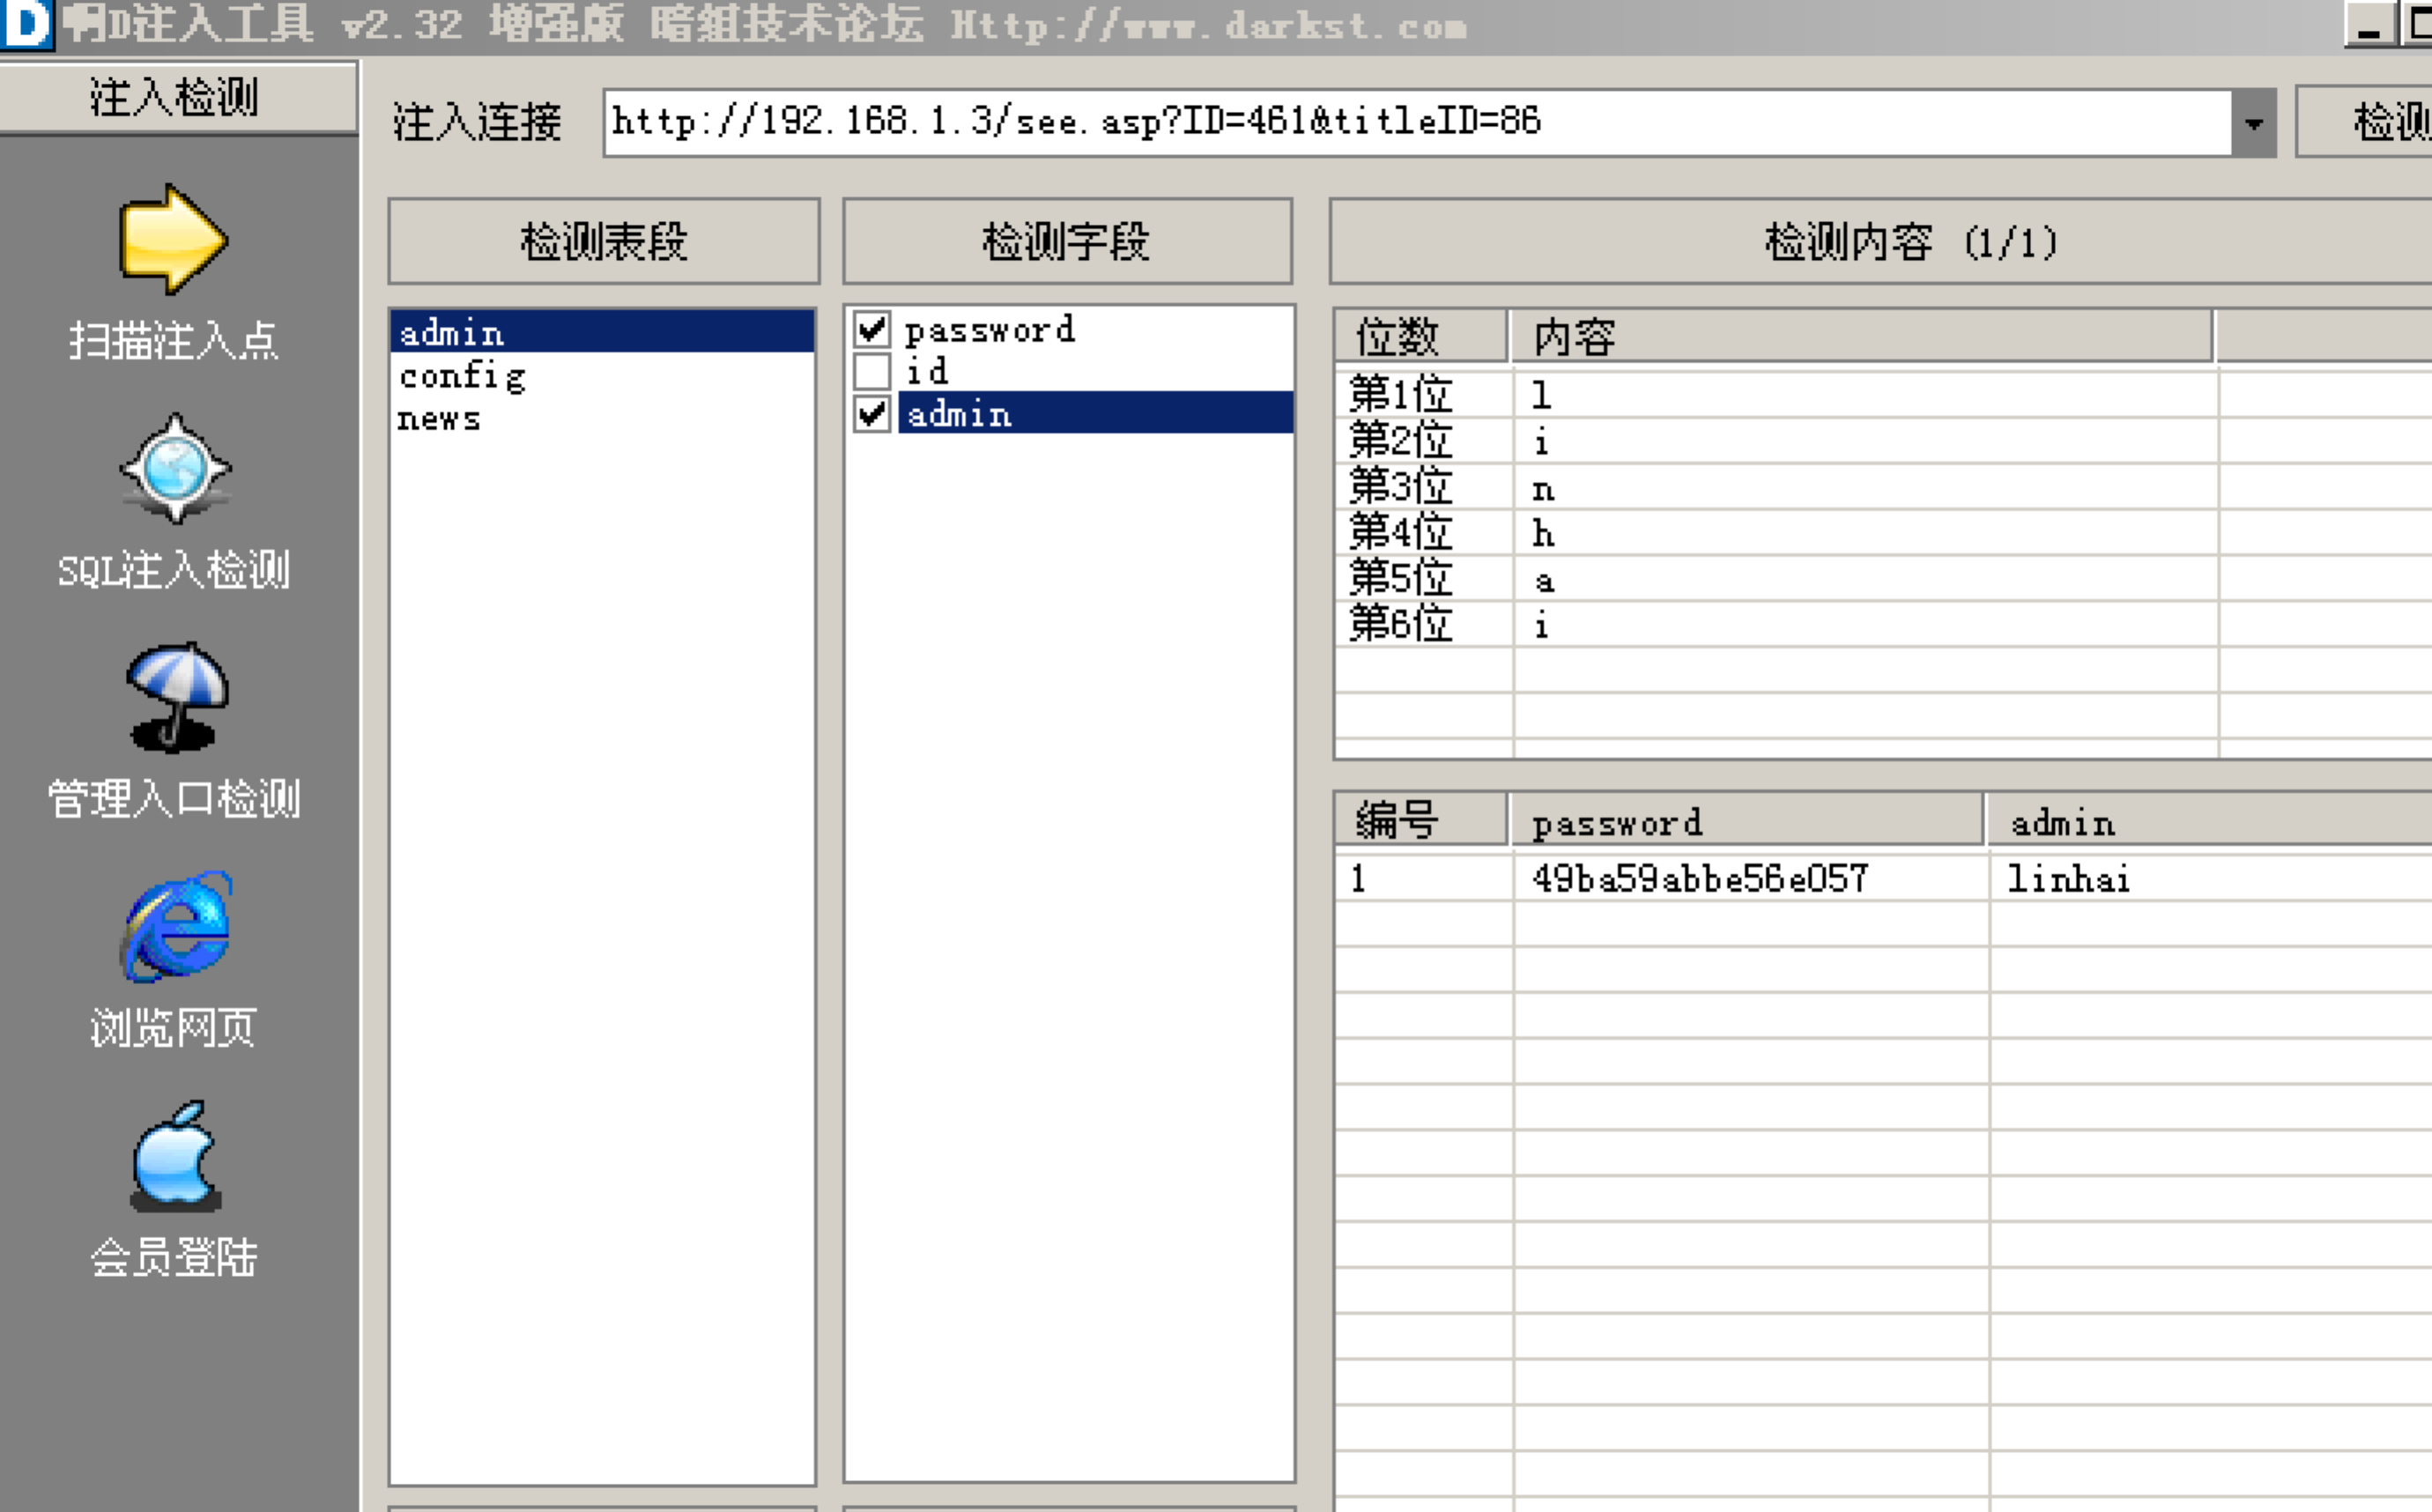 明D注入工具 v2.32 增强版 暗组技术论坛 Http://www.darkst.com
注入检测
扫描注入点
SQL注入检测
管理入口检测
浏览网页
会员登陆
注入连接 http://192.168.1.3/see.asp?ID=461&titleID=86 检测
检测表段 检测字段 检测内容 (1/1)
admin
config
news
password
id
admin
位数 内容
第1位 l
第2位 i
第3位 n
第4位 h
第5位 a
第6位 i
编号 password admin
1 49ba59abbe56e057 linhai